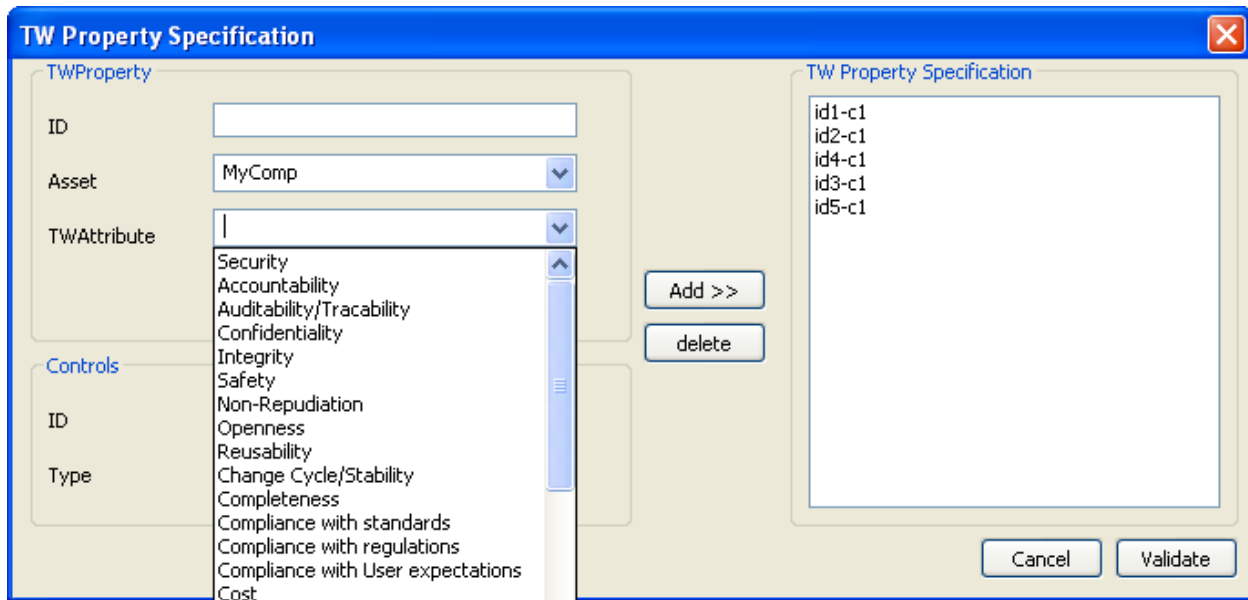 TW Property Specification
TWProperty
ID
Asset
MyComp
TWAttribute
Security
Accountability
Auditability/Tracability
Confidentiality
Integrity
Safety
Non-Repudiation
Openness
Reusability
Change Cycle/Stability
Completeness
Compliance with standards
Compliance with regulations
Compliance with User expectations
Cost
Controls
ID
Type
Add >>
delete
TW Property Specification
id1-c1
id2-c1
id4-c1
id3-c1
id5-c1
Cancel
Validate